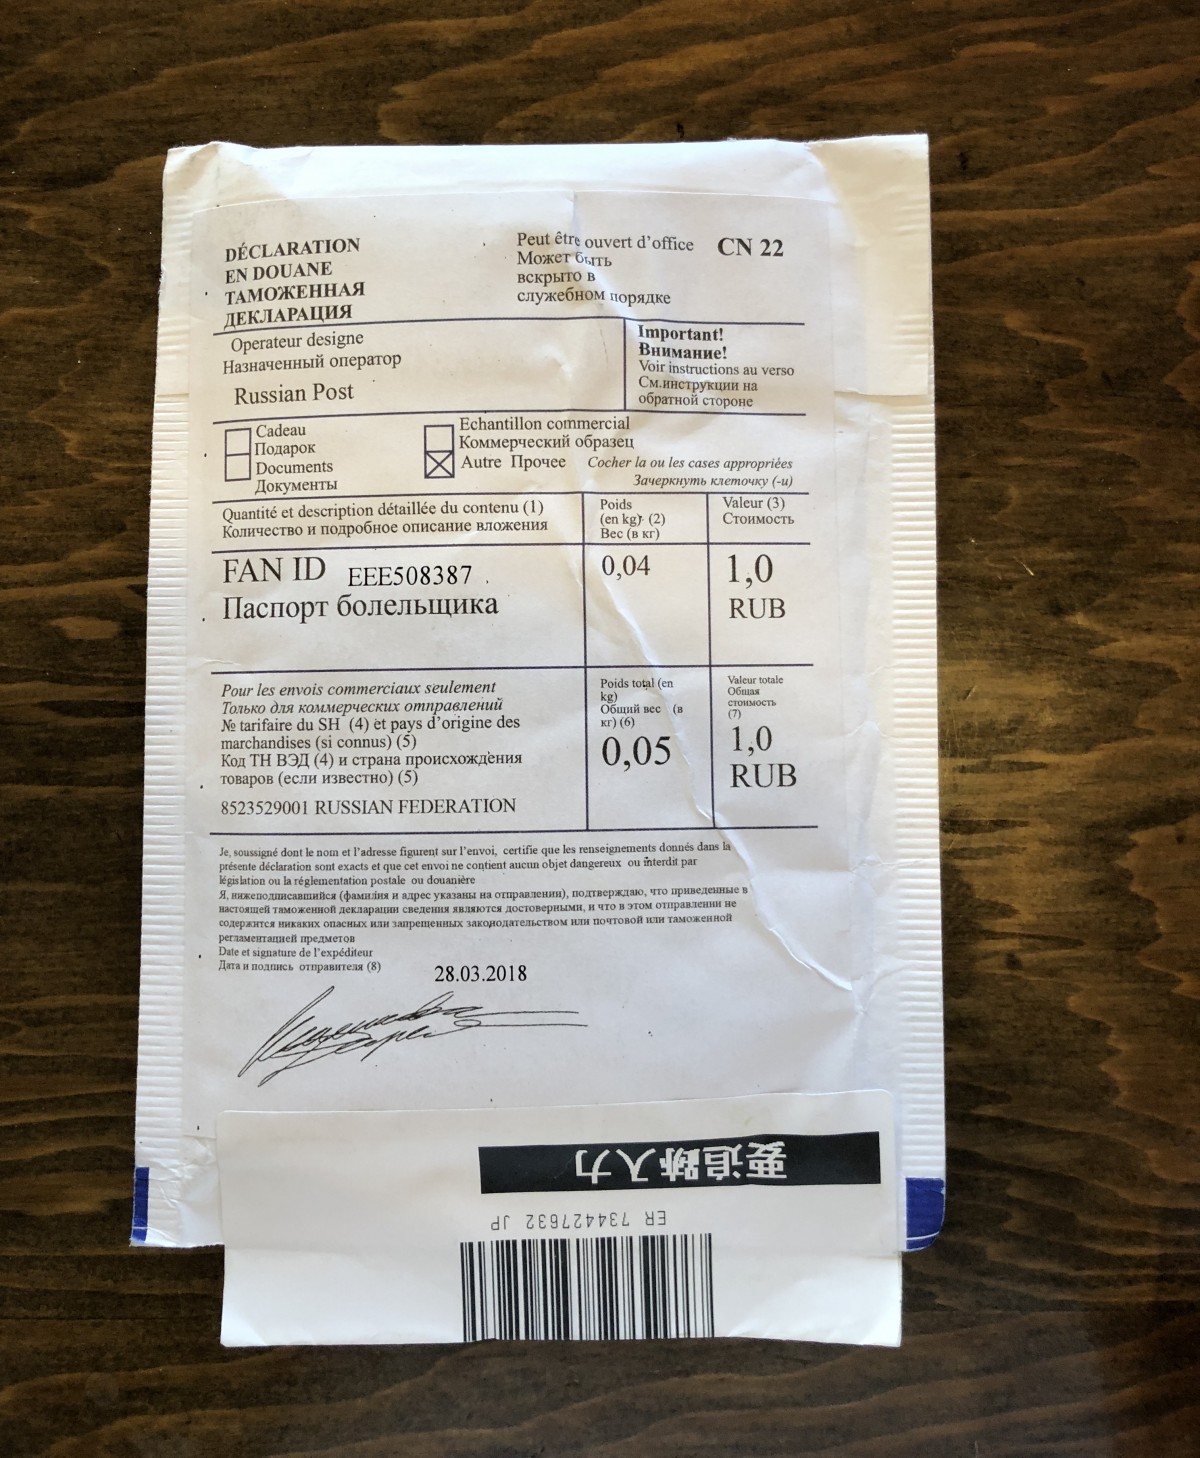 DÉCLARATION
EN DOUANE
ТАМОЖЕННАЯ
ДЕКЛАРАЦИЯ
Peut être ouvert d'office
Может быть
вскрыто в
служебном порядке
CN 22
Operateur designe
Назначенный оператор
Russian Post
Important!
Внимание!
Voir instructions au verso
См.инструкции на
обратной стороне
Cadeau
Подарок
Documents
Документы
Echantillon commercial
Коммерческий образец
Autre Прочее
Cocher la ou les cases appropriées
Зачеркнуть клеточку (-и)
Quantité et description détaillée du contenu (1)
Количество и подробное описание вложения
Poids
(en kg) (2)
Вес (в кг)
Valeur (3)
Стоимость
FAN ID EEE508387
Паспорт болельщика
0,04
1,0
RUB
Pour les envois commerciaux seulement
Только для коммерческих отправлений
№ tarifaire du SH (4) et pays d'origine des
marchandises (si connus) (5)
Код ТН ВЭД (4) и страна происхождения
товаров (если известно) (5)
8523529001 RUSSIAN FEDERATION
Poids total (en
kg)
Общий вес (в
кг) (6)
0,05
Valeur totale
Общая
стоимость
(7)
1,0
RUB
Je, soussigné dont le nom et l'adresse figurent sur l'envoi, certifie que les renseignements donnés dans la
présente déclaration sont exacts et que cet envoi ne contient aucun objet dangereux ou interdit par
législation ou la réglementation postale ou douanière
Я, нижеподписавшийся (фамилия и адрес указаны на отправлении), подтверждаю, что приведенные в
настоящей таможенной декларации сведения являются достоверными, и что в этом отправлении не
содержится никаких опасных или запрещенных законодательством или почтовой или таможенной
регламентацией предметов
Date et signature de l'expéditeur
Дата и подпись отправителя (8)
28.03.2018
要追跡入力
ER 734427632 JP